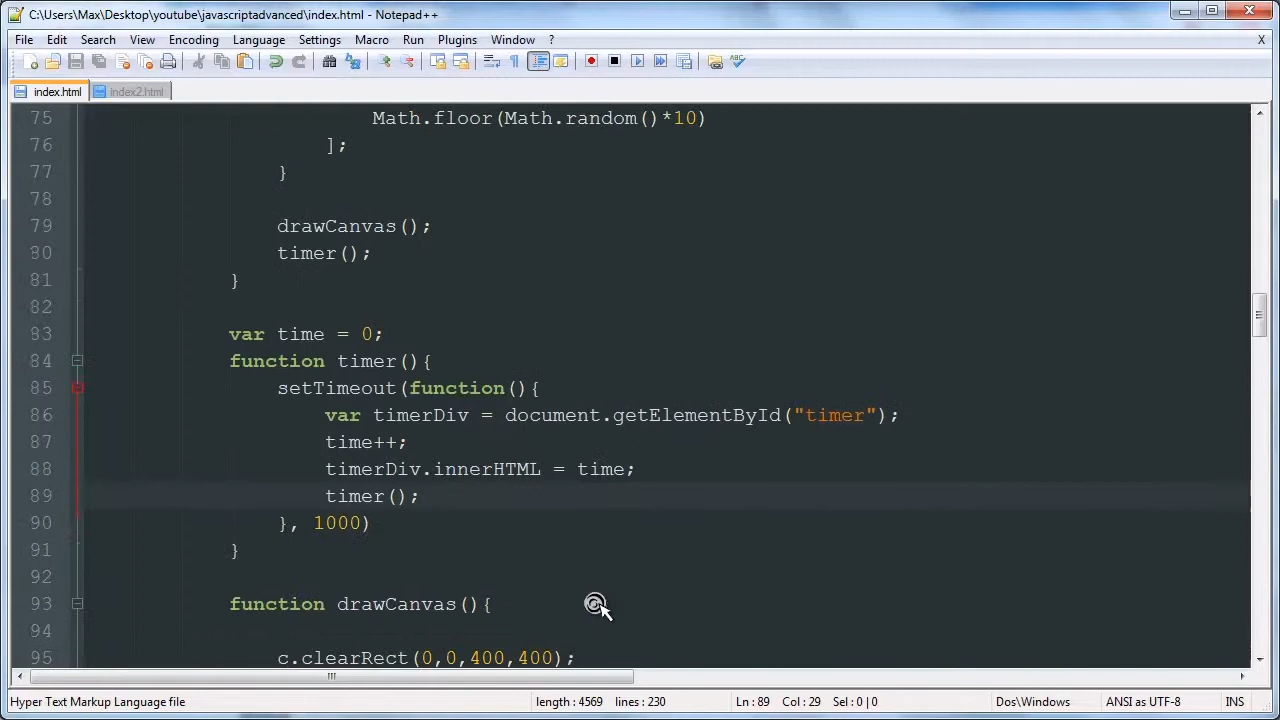 C:\Users\Max\Desktop\youtube\javascriptadvanced\index.html - Notepad++
File Edit Search View Encoding Language Settings Macro Run Plugins Window ? X
index.html index2.html
75 Math.floor(Math.random()*10)
76 ];
77 }
78
79 drawCanvas();
80 timer();
81 }
82
83 var time = 0;
84 function timer(){
85 setTimeout(function(){
86 var timerDiv = document.getElementById("timer");
87 time++;
88 timerDiv.innerHTML = time;
89 timer();
90 }, 1000)
91 }
92
93 function drawCanvas(){
94
95 c.clearRect(0,0,400,400);
Hyper Text Markup Language file length : 4569 lines : 230 Ln : 89 Col : 29 Sel : 0 | 0 Dos\Windows ANSI as UTF-8 INS